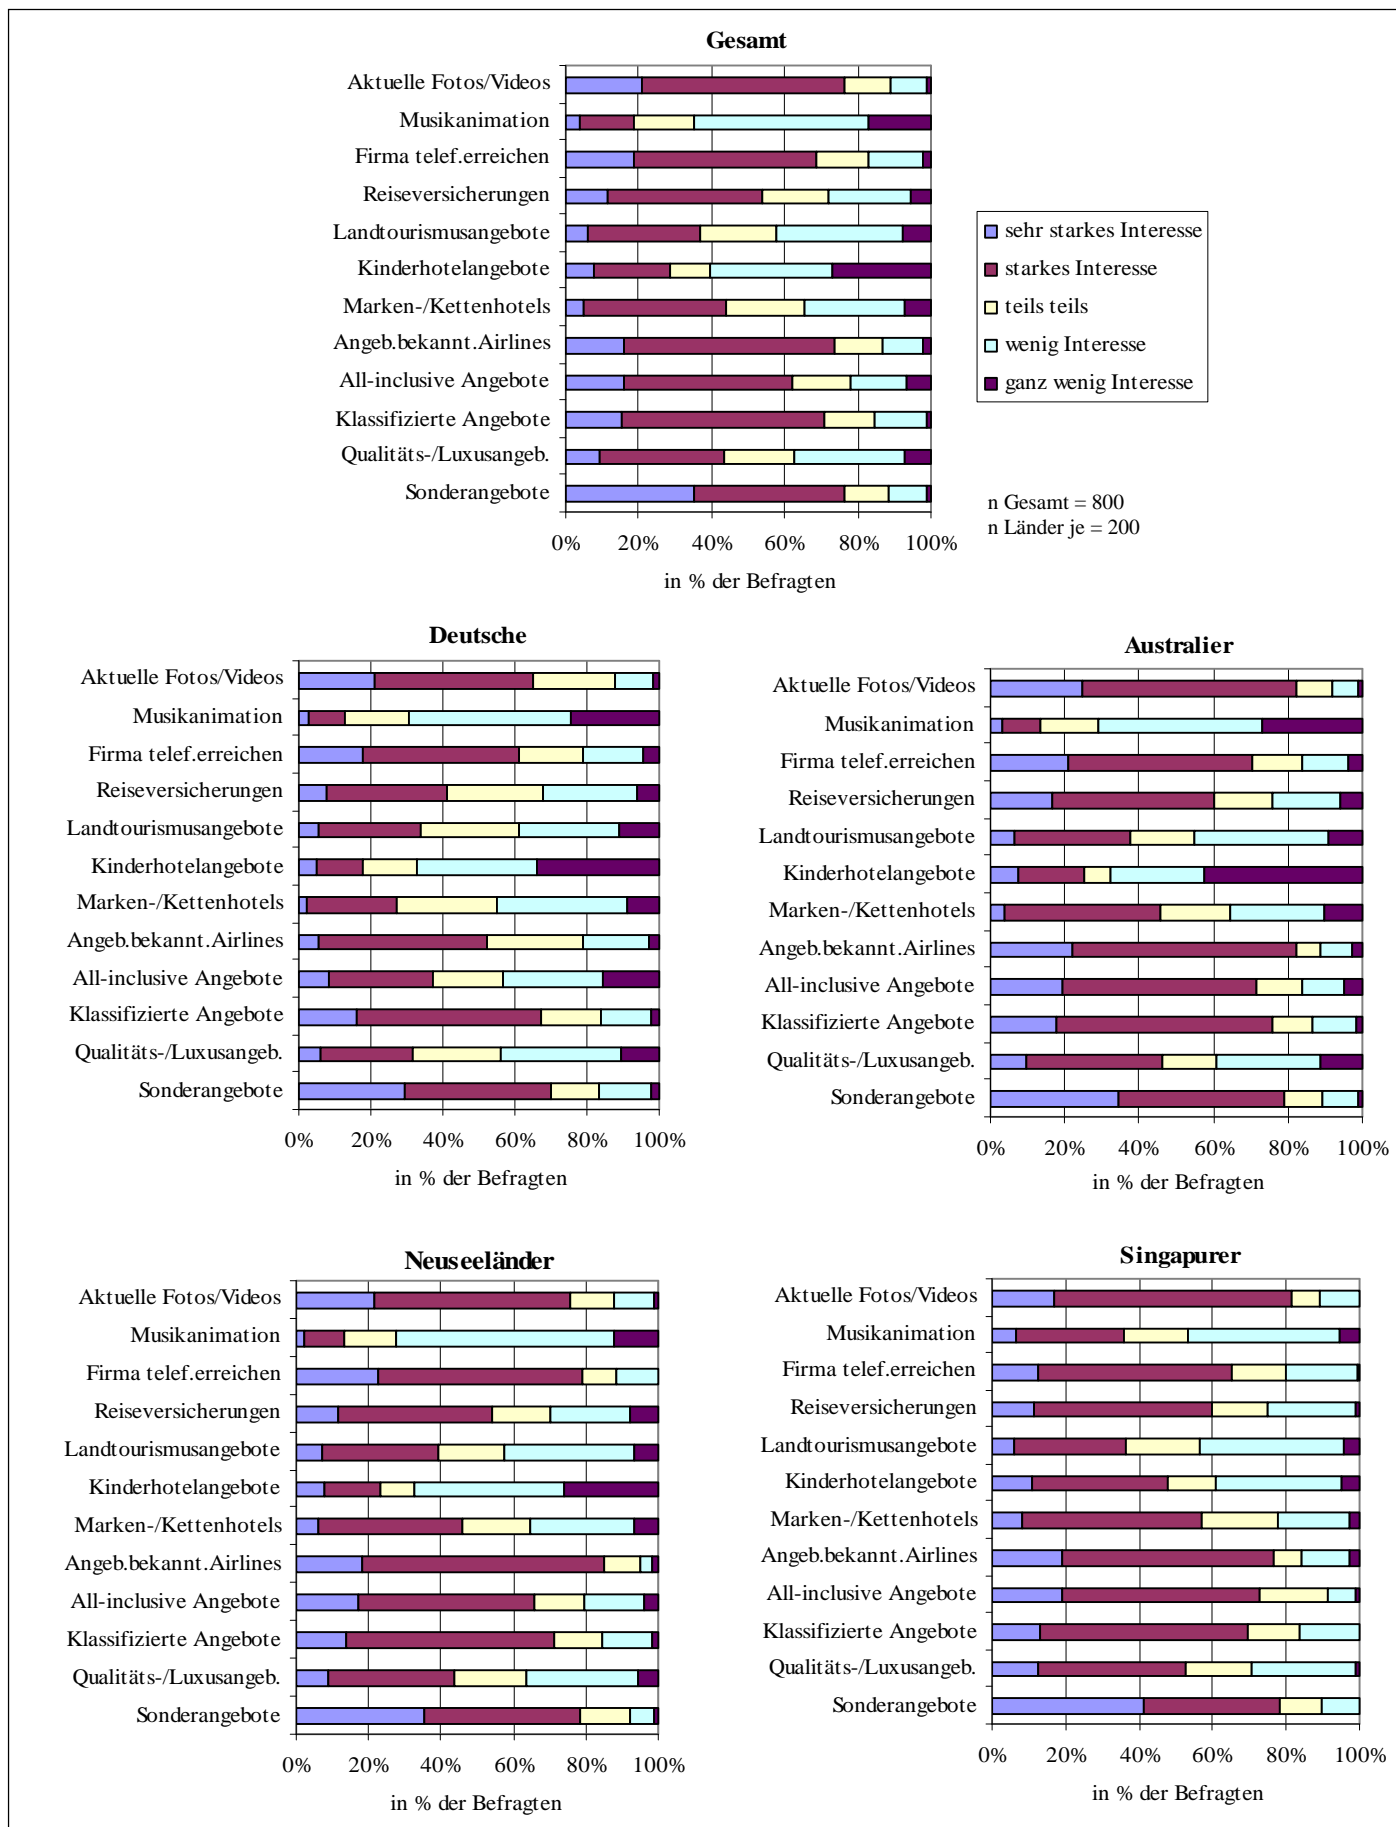 Gesamt
Aktuelle Fotos/Videos
Musikanimation
Firma telef.erreichen
Reiseversicherungen
Landtourismusangebote
Kinderhotelangebote
Marken-/Kettenhotels
Angeb.bekannt.Airlines
All-inclusive Angebote
Klassifizierte Angebote
Qualitäts-/Luxusangeb.
Sonderangebote
0% 20% 40% 60% 80% 100%
in % der Befragten
sehr starkes Interesse
starkes Interesse
teils teils
wenig Interesse
ganz wenig Interesse
n Gesamt = 800
n Länder je = 200
Deutsche
Aktuelle Fotos/Videos
Musikanimation
Firma telef.erreichen
Reiseversicherungen
Landtourismusangebote
Kinderhotelangebote
Marken-/Kettenhotels
Angeb.bekannt.Airlines
All-inclusive Angebote
Klassifizierte Angebote
Qualitäts-/Luxusangeb.
Sonderangebote
0% 20% 40% 60% 80% 100%
in % der Befragten
Australier
Aktuelle Fotos/Videos
Musikanimation
Firma telef.erreichen
Reiseversicherungen
Landtourismusangebote
Kinderhotelangebote
Marken-/Kettenhotels
Angeb.bekannt.Airlines
All-inclusive Angebote
Klassifizierte Angebote
Qualitäts-/Luxusangeb.
Sonderangebote
0% 20% 40% 60% 80% 100%
in % der Befragten
Neuseeländer
Aktuelle Fotos/Videos
Musikanimation
Firma telef.erreichen
Reiseversicherungen
Landtourismusangebote
Kinderhotelangebote
Marken-/Kettenhotels
Angeb.bekannt.Airlines
All-inclusive Angebote
Klassifizierte Angebote
Qualitäts-/Luxusangeb.
Sonderangebote
0% 20% 40% 60% 80% 100%
in % der Befragten
Singapurer
Aktuelle Fotos/Videos
Musikanimation
Firma telef.erreichen
Reiseversicherungen
Landtourismusangebote
Kinderhotelangebote
Marken-/Kettenhotels
Angeb.bekannt.Airlines
All-inclusive Angebote
Klassifizierte Angebote
Qualitäts-/Luxusangeb.
Sonderangebote
0% 20% 40% 60% 80% 100%
in % der Befragten